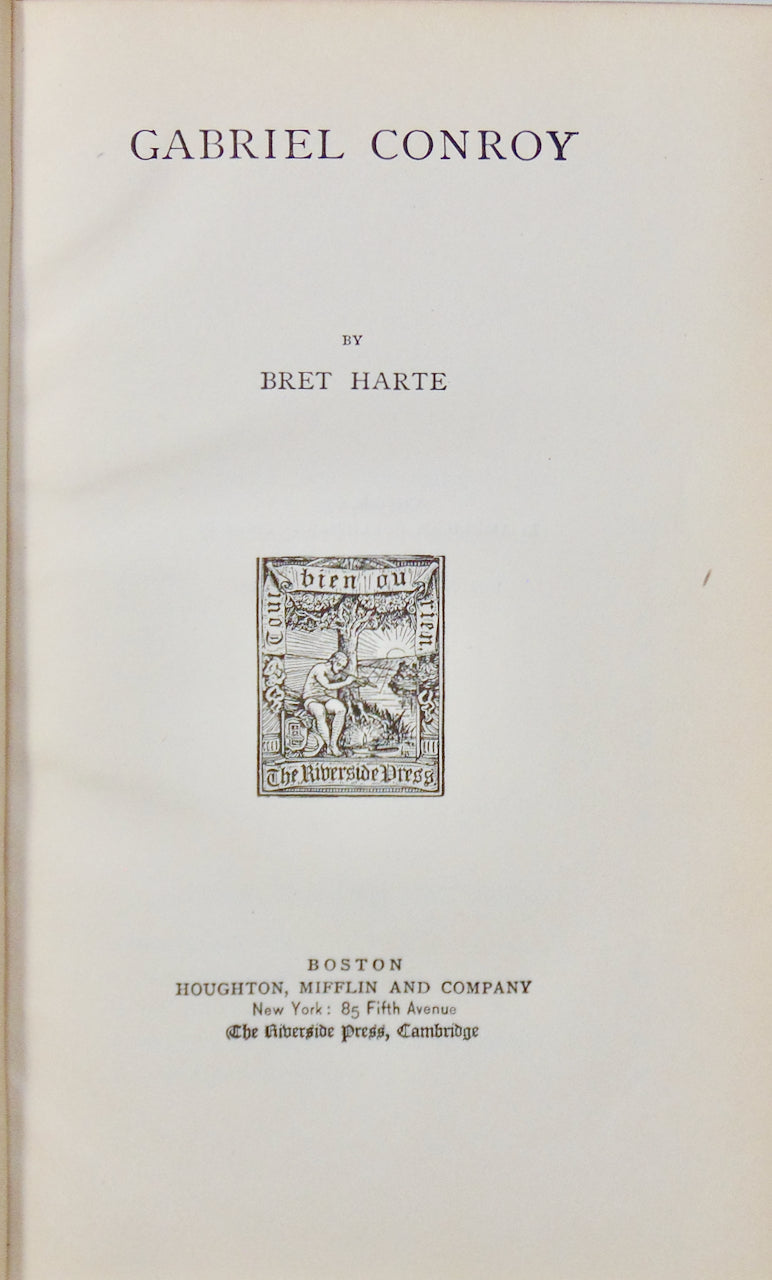 GABRIEL CONROY
BY
BRET HARTE
Tout bien ou rien.
The Riverside Press
BOSTON
HOUGHTON, MIFFLIN AND COMPANY
New York: 85 Fifth Avenue
The Riverside Press, Cambridge